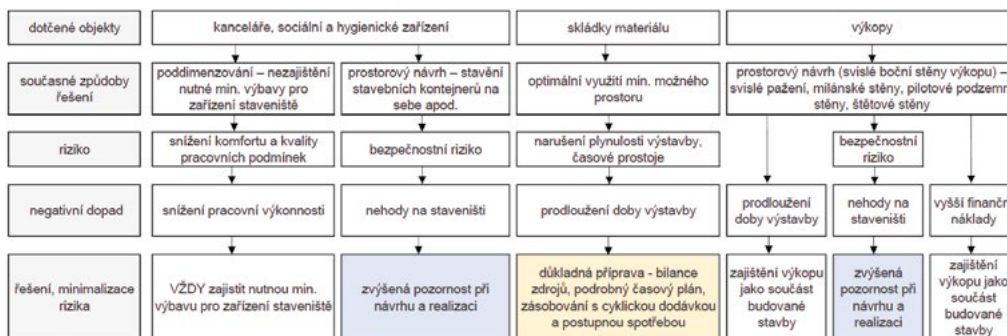 dotčené objekty
kanceláře, sociální a hygienické zařízení
skládky materiálu
výkopy
současné způsoby
řešení
poddimenzování – nezajištění
nutné min. výbavy pro
zařízení staveniště
prostorový návrh – stavění
stavebních kontejnerů na
sebe apod.
optimální využití min. možného
prostoru
prostorový návrh (svislé boční stěny výkopu) –
svislé pažení, milánské stěny, pilotové podzemn
stěny, štětové stěny
riziko
snížení komfortu a kvality
pracovních podmínek
bezpečnostní riziko
narušení plynulosti výstavby,
časové prostoje
bezpečnostní
riziko
negativní dopad
snížení pracovní výkonnosti
nehody na staveništi
prodloužení doby výstavby
prodloužení
doby výstavby
nehody na
staveništi
vyšší finančn
náklady
řešení, minimalizace
rizika
VŽDY zajistit nutnou min.
výbavu pro zařízení staveniště
zvýšená pozornost při
návrhu a realizaci
důkladná příprava - bilance
zdrojů, podrobný časový plán,
zásobování s cyklickou dodávkou
a postupnou spotřebou
zajištění výkopu
jako součást
budované
stavby
zvýšená
pozornost při
návrhu a
realizaci
zajištění
výkopu jako
součást
budované
stavby